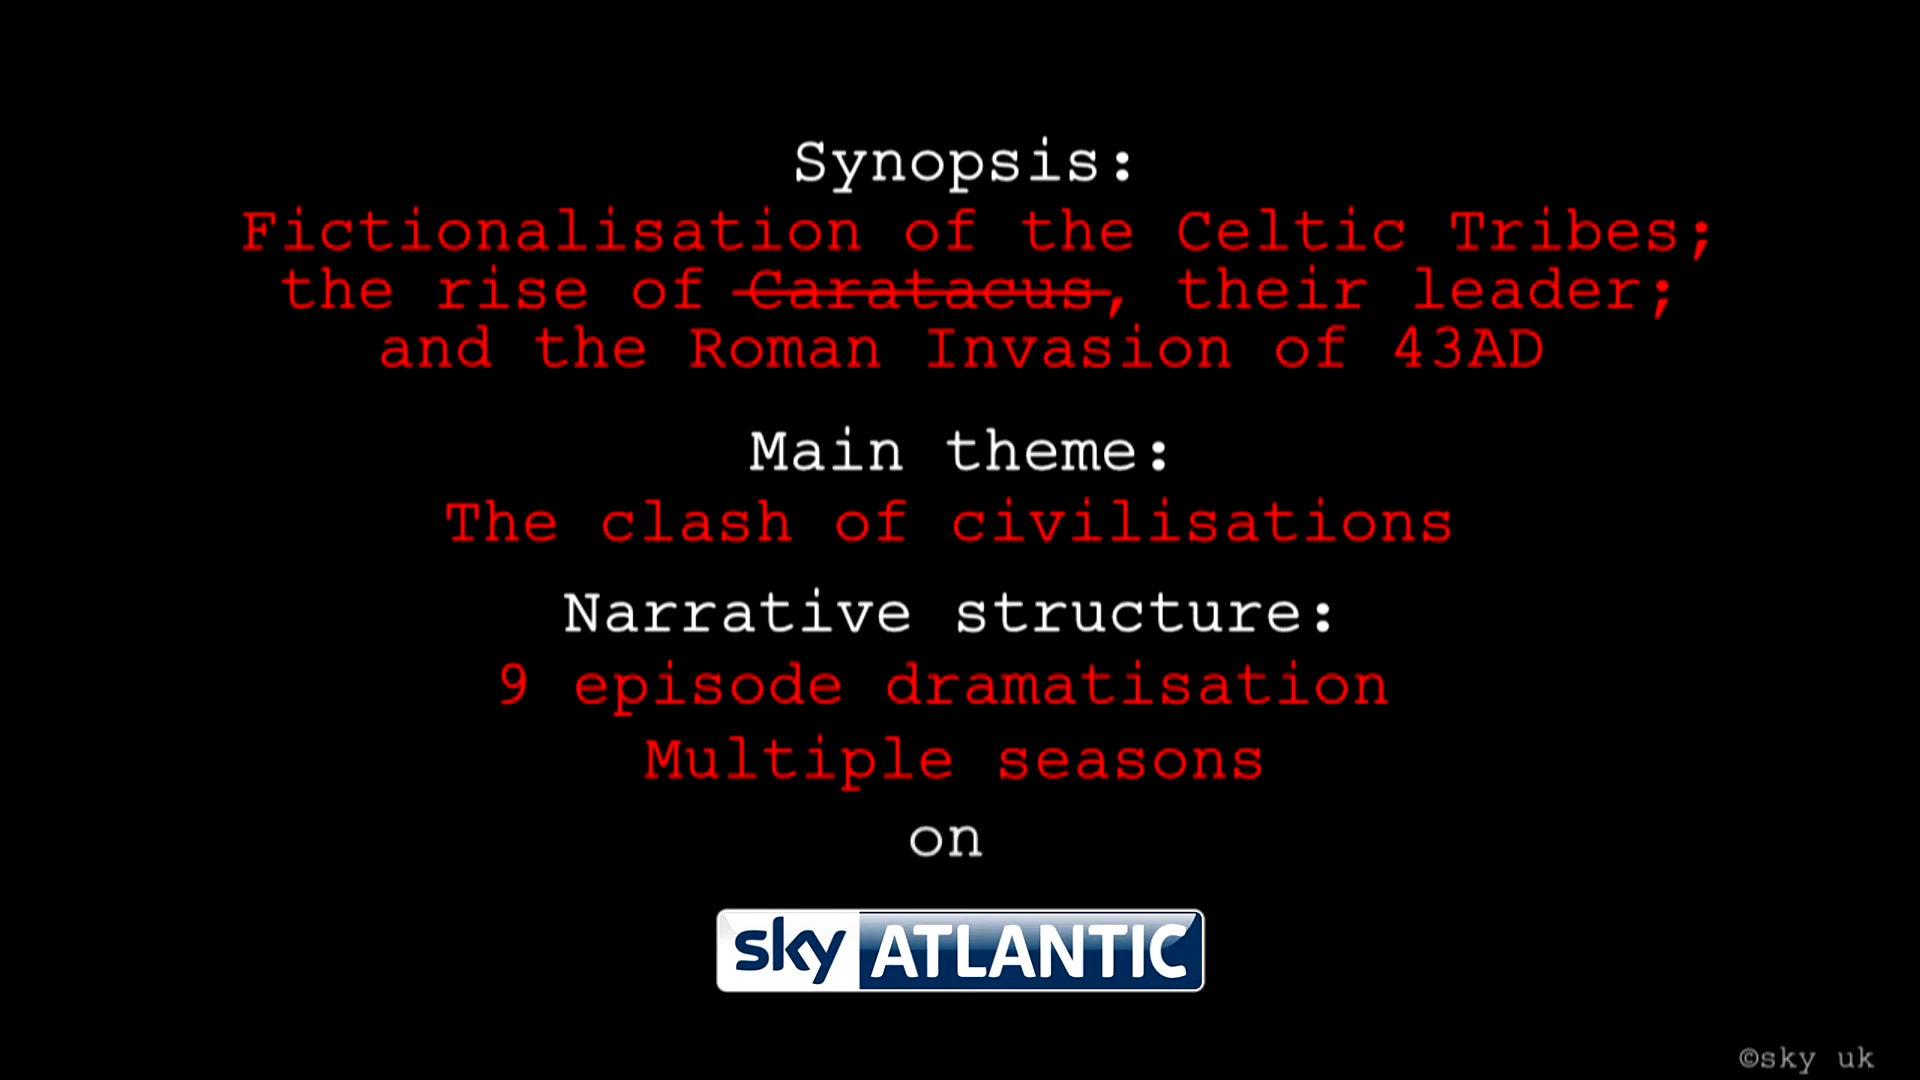 Synopsis:
Fictionalisation of the Celtic Tribes;
the rise of Caratacus, their leader;
and the Roman Invasion of 43AD
Main theme:
The clash of civilisations
Narrative structure:
9 episode dramatisation
Multiple seasons
on
sky ATLANTIC
©sky uk